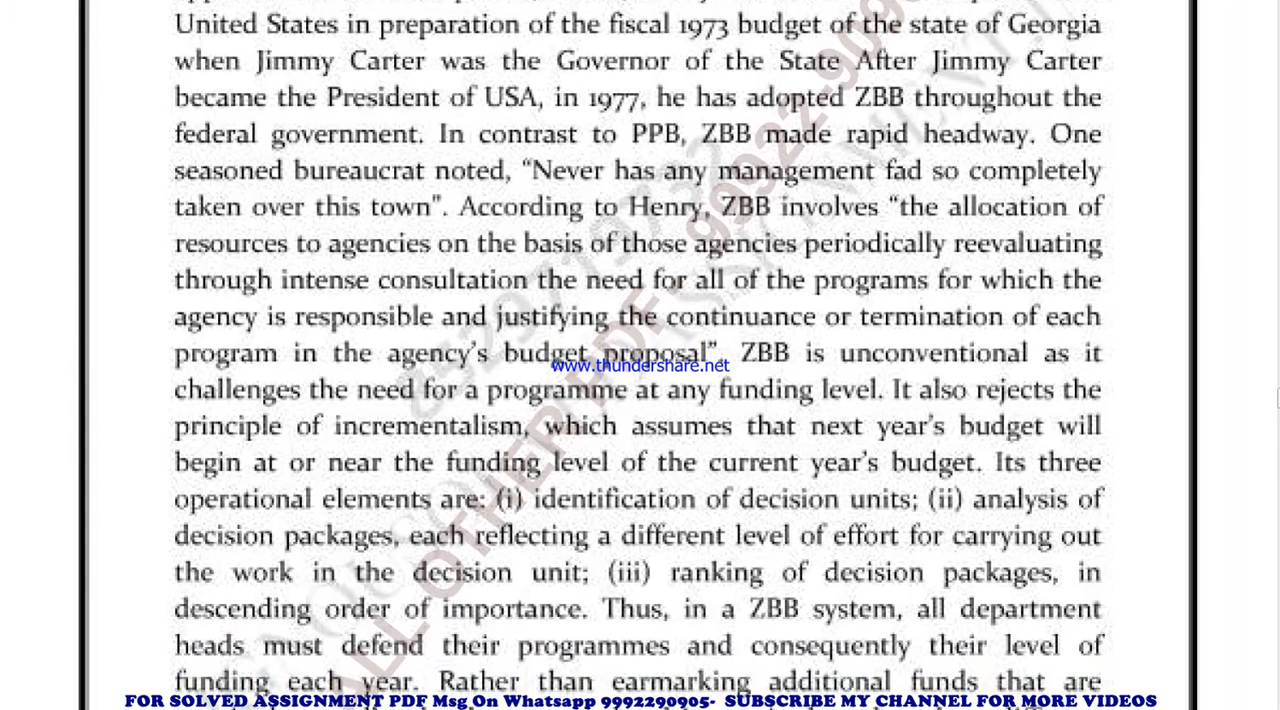 United States in preparation of the fiscal 1973 budget of the state of Georgia
when Jimmy Carter was the Governor of the State After Jimmy Carter
became the President of USA, in 1977, he has adopted ZBB throughout the
federal government. In contrast to PPB, ZBB made rapid headway. One
seasoned bureaucrat noted, “Never has any management fad so completely
taken over this town”. According to Henry, ZBB involves “the allocation of
resources to agencies on the basis of those agencies periodically reevaluating
through intense consultation the need for all of the programs for which the
agency is responsible and justifying the continuance or termination of each
program in the agency’s budget proposal”. ZBB is unconventional as it
www.thundershare.net
challenges the need for a programme at any funding level. It also rejects the
principle of incrementalism, which assumes that next year’s budget will
begin at or near the funding level of the current year’s budget. Its three
operational elements are: (i) identification of decision units; (ii) analysis of
decision packages, each reflecting a different level of effort for carrying out
the work in the decision unit; (iii) ranking of decision packages, in
descending order of importance. Thus, in a ZBB system, all department
heads must defend their programmes and consequently their level of
funding each year. Rather than earmarking additional funds that are
FOR SOLVED ASSIGNMENT PDF Msg On Whatsapp 9992290905- SUBSCRIBE MY CHANNEL FOR MORE VIDEOS